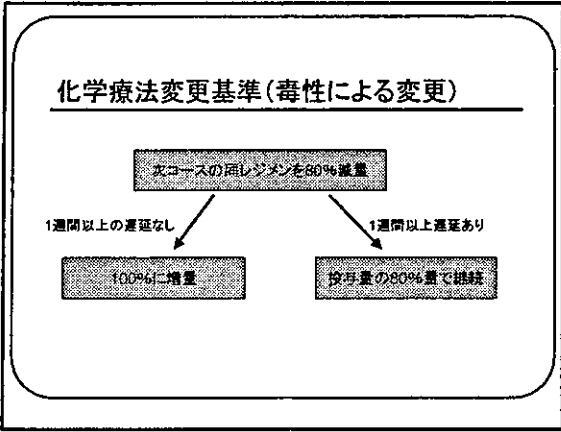 化学療法変更基準(毒性による変更)
次コースの同レジメンを80%減量
1週間以上の遅延なし
1週間以上遅延あり
100%に増量
投与量の80%量で継続